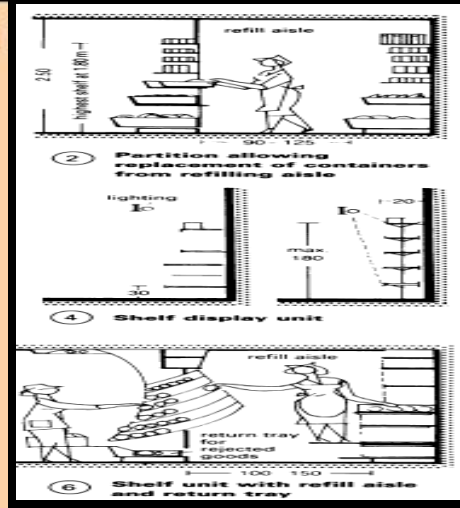 refill aisle
2.50
highest shelf at 1.80m
90 - 125
2 Partition allowing
replacement of containers
from refilling aisle
lighting
30
20
max.
180
4 Shelf display unit
refill aisle
return tray
for
rejected
goods
100 150
6 Shelf unit with refill aisle
and return tray